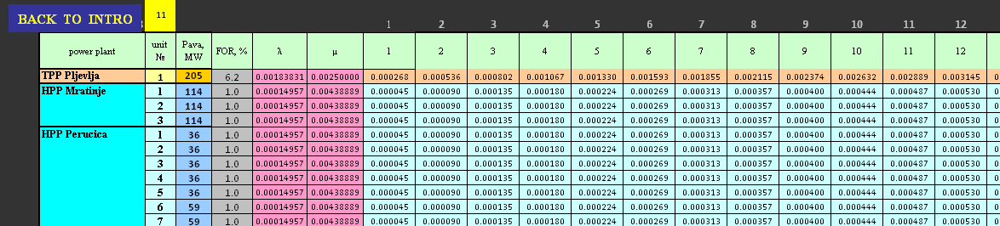 BACK TO INTRO 11
1 2 3 4 5 6 7 8 9 10 11 12
power plant unit № Pava, MW FOR, % λ μ 1 2 3 4 5 6 7 8 9 10 11 12
TPP Pljevlja 1 205 6.2 0.00183831 0.00250000 0.000268 0.000536 0.000802 0.001067 0.001330 0.001593 0.001855 0.002115 0.002374 0.002632 0.002889 0.003145 0
HPP Mratinje 1 114 1.0 0.00014957 0.00438889 0.000045 0.000090 0.000135 0.000180 0.000224 0.000269 0.000313 0.000357 0.000400 0.000444 0.000487 0.000530 0
2 114 1.0 0.00014957 0.00438889 0.000045 0.000090 0.000135 0.000180 0.000224 0.000269 0.000313 0.000357 0.000400 0.000444 0.000487 0.000530 0
3 114 1.0 0.00014957 0.00438889 0.000045 0.000090 0.000135 0.000180 0.000224 0.000269 0.000313 0.000357 0.000400 0.000444 0.000487 0.000530 0
HPP Perucica 1 36 1.0 0.00014957 0.00438889 0.000045 0.000090 0.000135 0.000180 0.000224 0.000269 0.000313 0.000357 0.000400 0.000444 0.000487 0.000530 0
2 36 1.0 0.00014957 0.00438889 0.000045 0.000090 0.000135 0.000180 0.000224 0.000269 0.000313 0.000357 0.000400 0.000444 0.000487 0.000530 0
3 36 1.0 0.00014957 0.00438889 0.000045 0.000090 0.000135 0.000180 0.000224 0.000269 0.000313 0.000357 0.000400 0.000444 0.000487 0.000530 0
4 36 1.0 0.00014957 0.00438889 0.000045 0.000090 0.000135 0.000180 0.000224 0.000269 0.000313 0.000357 0.000400 0.000444 0.000487 0.000530 0
5 36 1.0 0.00014957 0.00438889 0.000045 0.000090 0.000135 0.000180 0.000224 0.000269 0.000313 0.000357 0.000400 0.000444 0.000487 0.000530 0
6 59 1.0 0.00014957 0.00438889 0.000045 0.000090 0.000135 0.000180 0.000224 0.000269 0.000313 0.000357 0.000400 0.000444 0.000487 0.000530 0
7 59 1.0 0.00014957 0.00438889 0.000045 0.000090 0.000135 0.000180 0.000224 0.000269 0.000313 0.000357 0.000400 0.000444 0.000487 0.000530 0